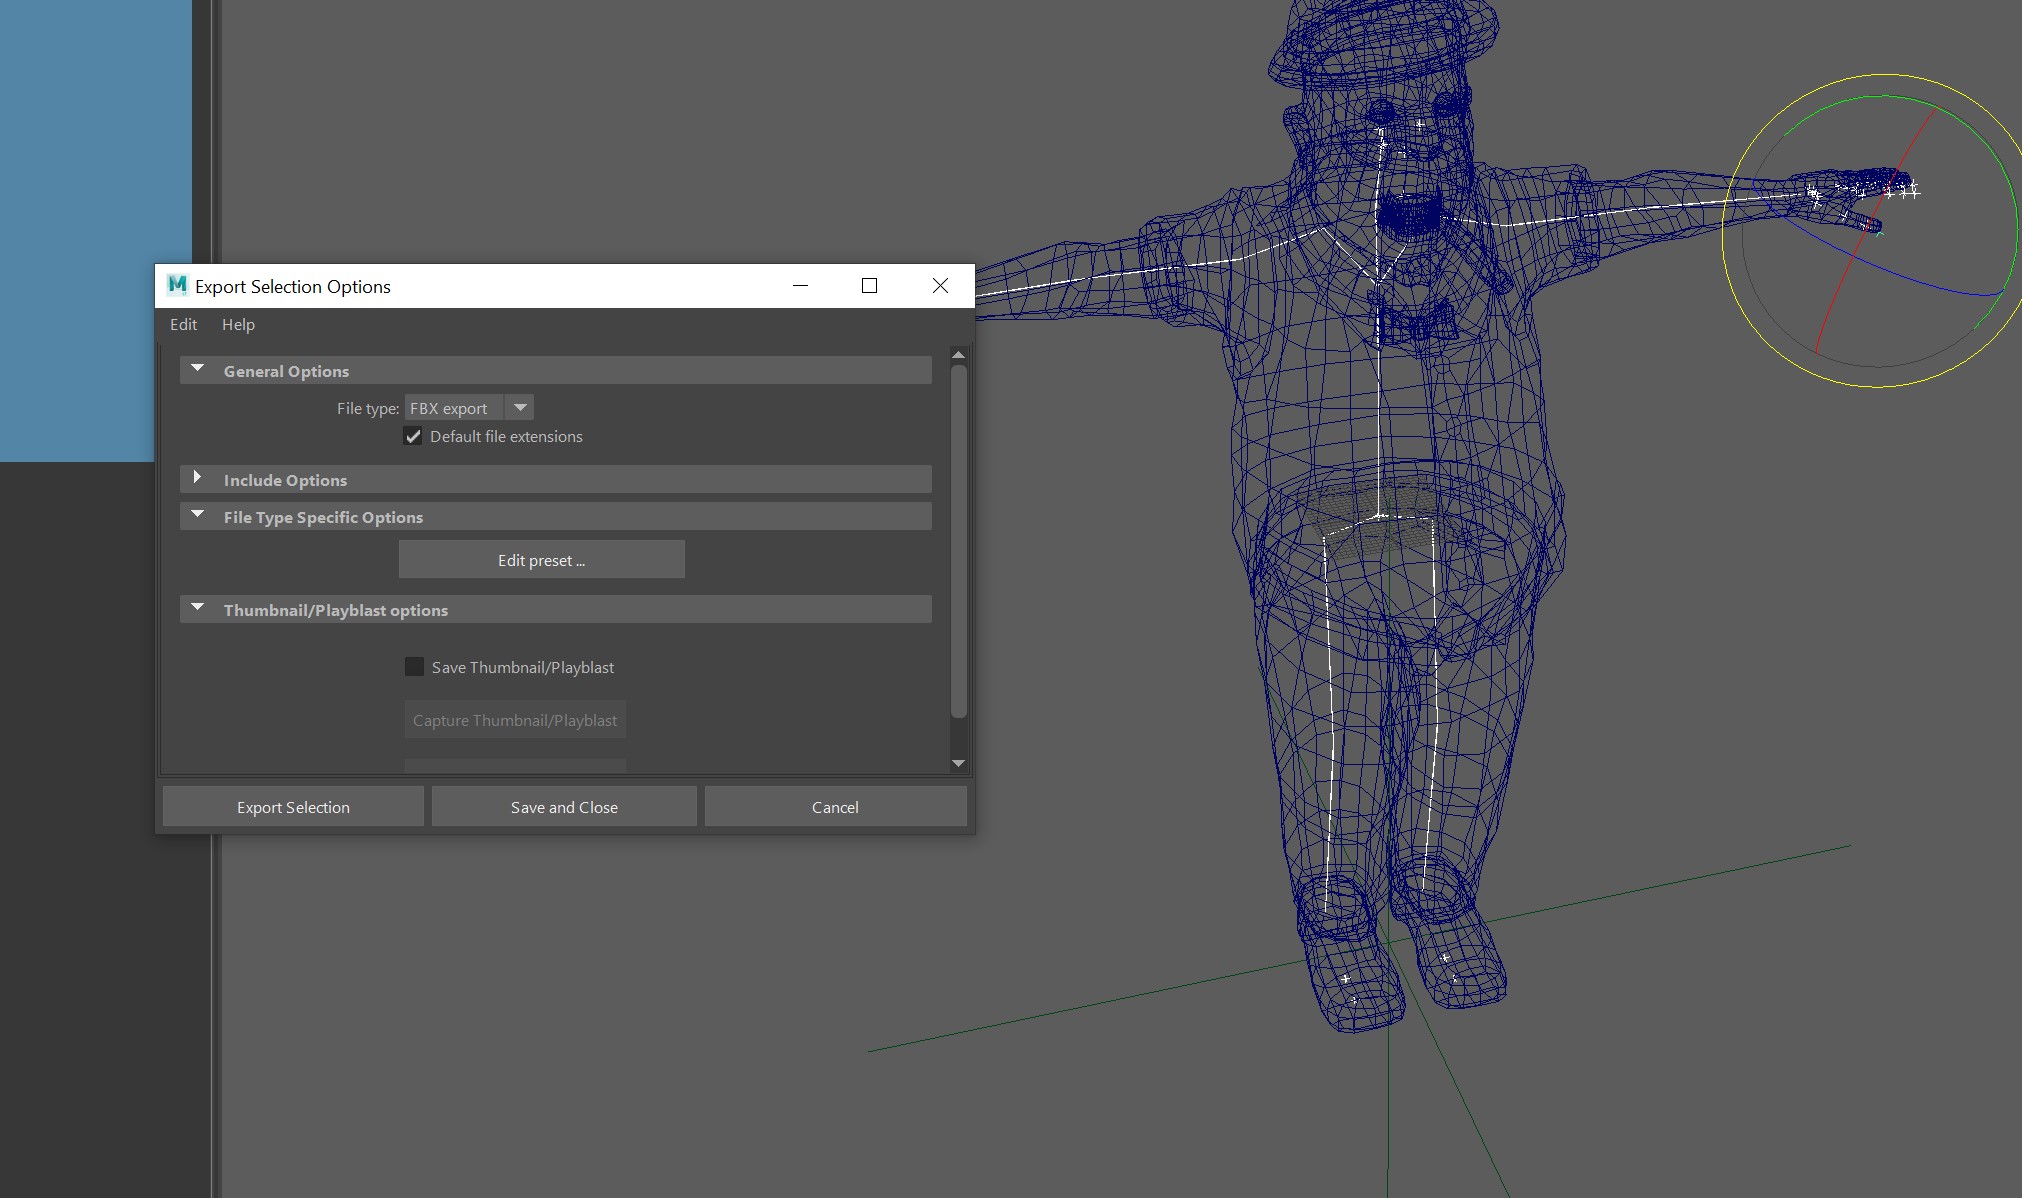 Export Selection Options
Edit Help
General Options
File type: FBX export
Default file extensions
Include Options
File Type Specific Options
Edit preset ...
Thumbnail/Playblast options
Save Thumbnail/Playblast
Capture Thumbnail/Playblast
Export Selection Save and Close Cancel